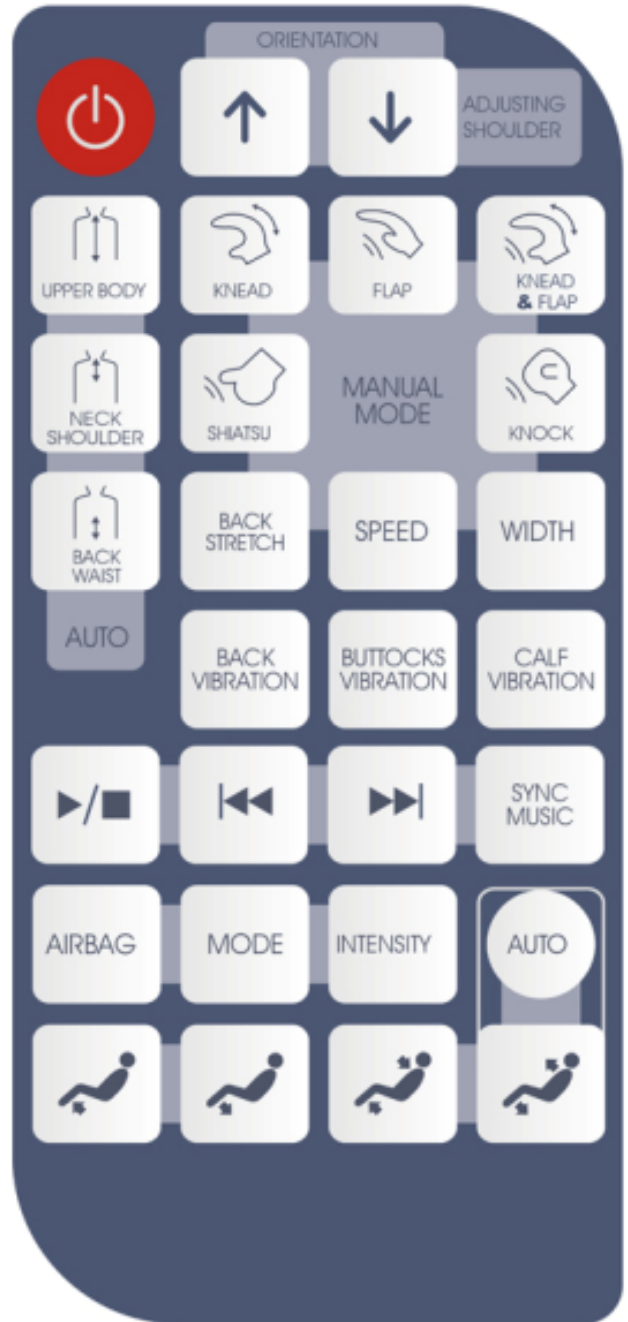 ORIENTATION
ADJUSTING
SHOULDER
UPPER BODY
KNEAD
FLAP
KNEAD
& FLAP
NECK
SHOULDER
SHIATSU
MANUAL
MODE
KNOCK
BACK
WAIST
BACK
STRETCH
SPEED
WIDTH
AUTO
BACK
VIBRATION
BUTTOCKS
VIBRATION
CALF
VIBRATION
SYNC
MUSIC
AIRBAG
MODE
INTENSITY
AUTO